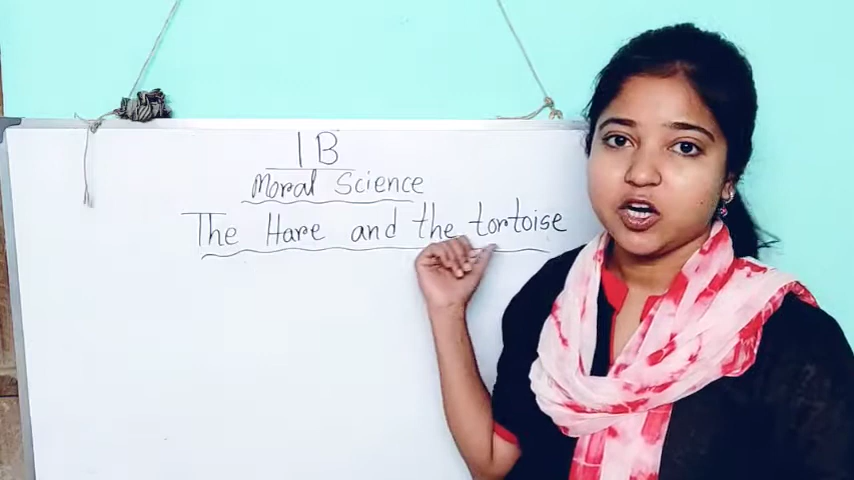 1B
Moral Science
The Hare and the tortoise